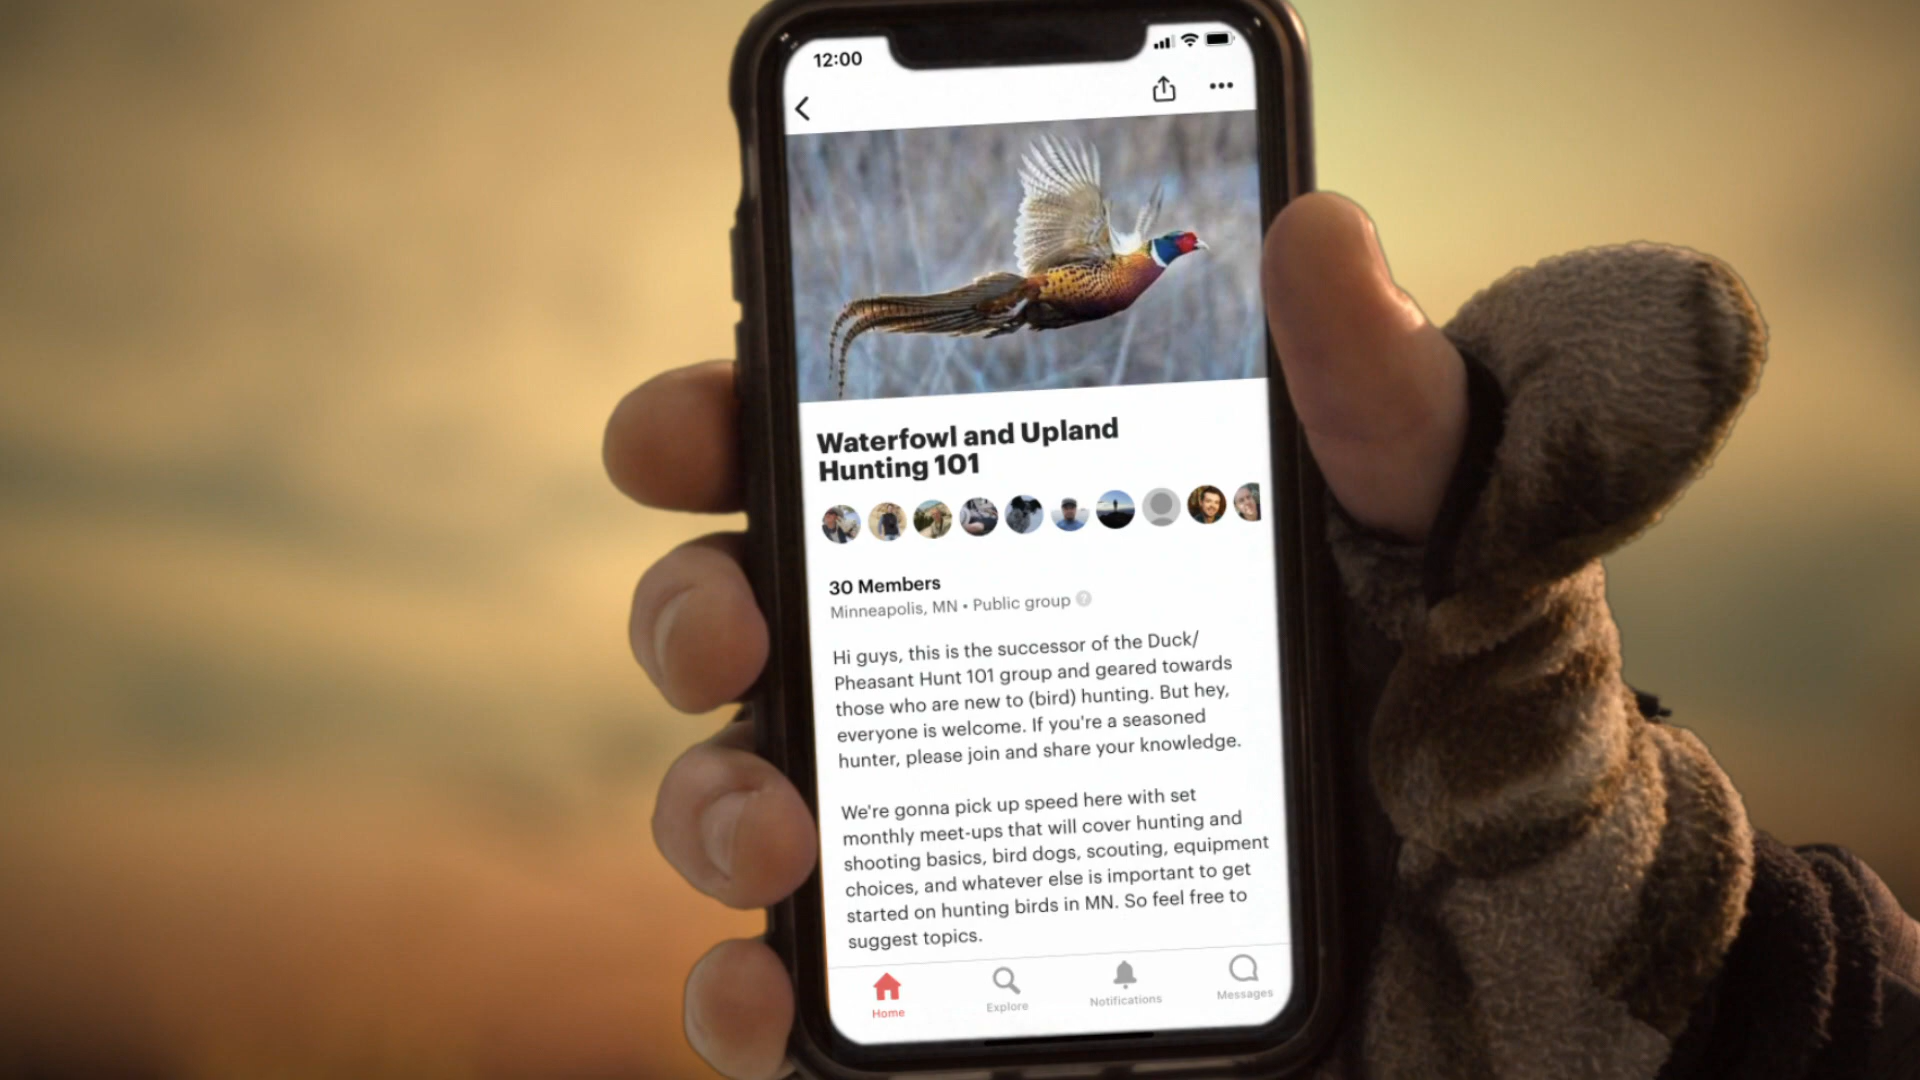 12:00
Waterfowl and Upland
Hunting 101
30 Members
Minneapolis, MN • Public group ?
Hi guys, this is the successor of the Duck/
Pheasant Hunt 101 group and geared towards
those who are new to (bird) hunting. But hey,
everyone is welcome. If you're a seasoned
hunter, please join and share your knowledge.
We're gonna pick up speed here with set
monthly meet-ups that will cover hunting and
shooting basics, bird dogs, scouting, equipment
choices, and whatever else is important to get
started on hunting birds in MN. So feel free to
suggest topics.
Home
Explore
Notifications
Messages